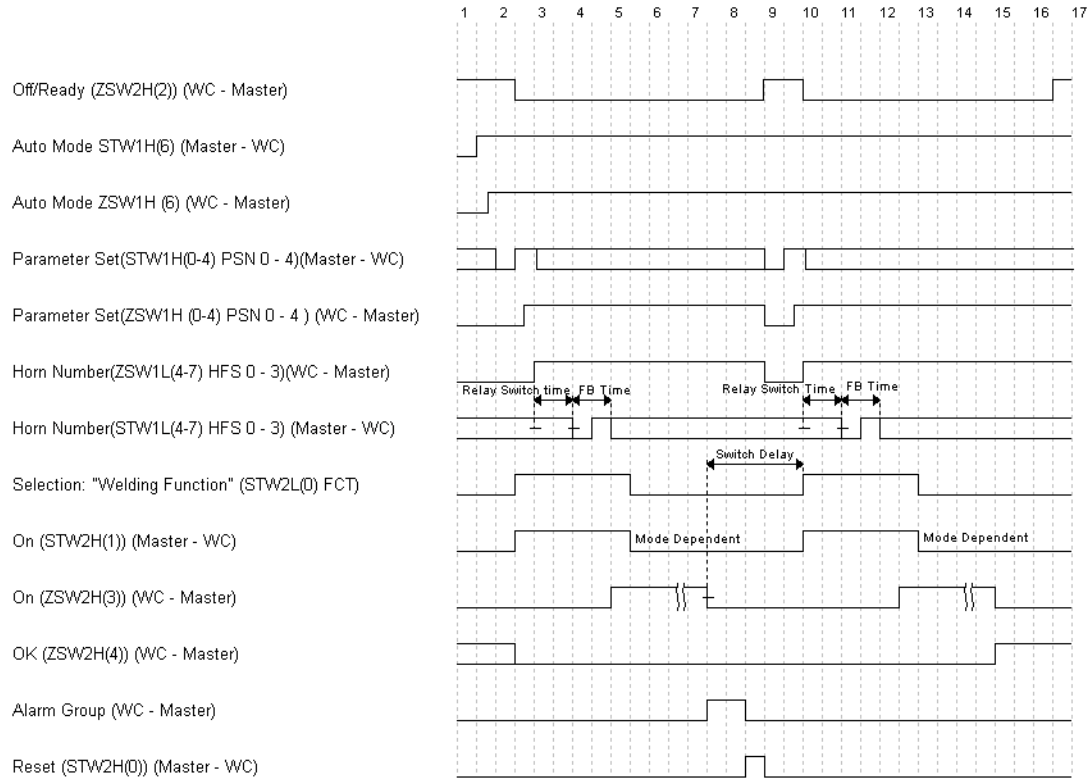 1 2 3 4 5 6 7 8 9 10 11 12 13 14 15 16 17
Off/Ready (ZSW2H(2)) (WC - Master)
Auto Mode STW1H(6) (Master - WC)
Auto Mode ZSW1H (6) (WC - Master)
Parameter Set(STW1H(0-4) PSN 0 - 4)(Master - WC)
Parameter Set(ZSW1H (0-4) PSN 0 - 4 ) (WC - Master)
Horn Number(ZSW1L(4-7) HFS 0 - 3)(WC - Master)
Relay Switch time FB Time Relay Switch Time FB Time
Horn Number(STW1L(4-7) HFS 0 - 3) (Master - WC)
Switch Delay
Selection: "Welding Function" (STW2L(0) FCT)
On (STW2H(1)) (Master - WC) Mode Dependent Mode Dependent
On (ZSW2H(3)) (WC - Master)
OK (ZSW2H(4)) (WC - Master)
Alarm Group (WC - Master)
Reset (STW2H(0)) (Master - WC)